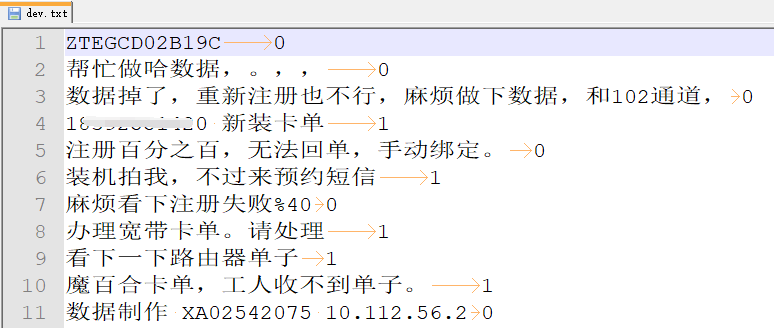 dev.txt
1 ZTEGCD02B19C 0
2 帮忙做哈数据，。，， 0
3 数据掉了，重新注册也不行，麻烦做下数据，和102通道， 0
4 新装卡单 1
5 注册百分之百，无法回单，手动绑定。 0
6 装机拍我，不过来预约短信 1
7 麻烦看下注册失败%40 0
8 办理宽带卡单。请处理 1
9 看下一下路由器单子 1
10 魔百合卡单，工人收不到单子。 1
11 数据制作 XA02542075 10.112.56.2 0